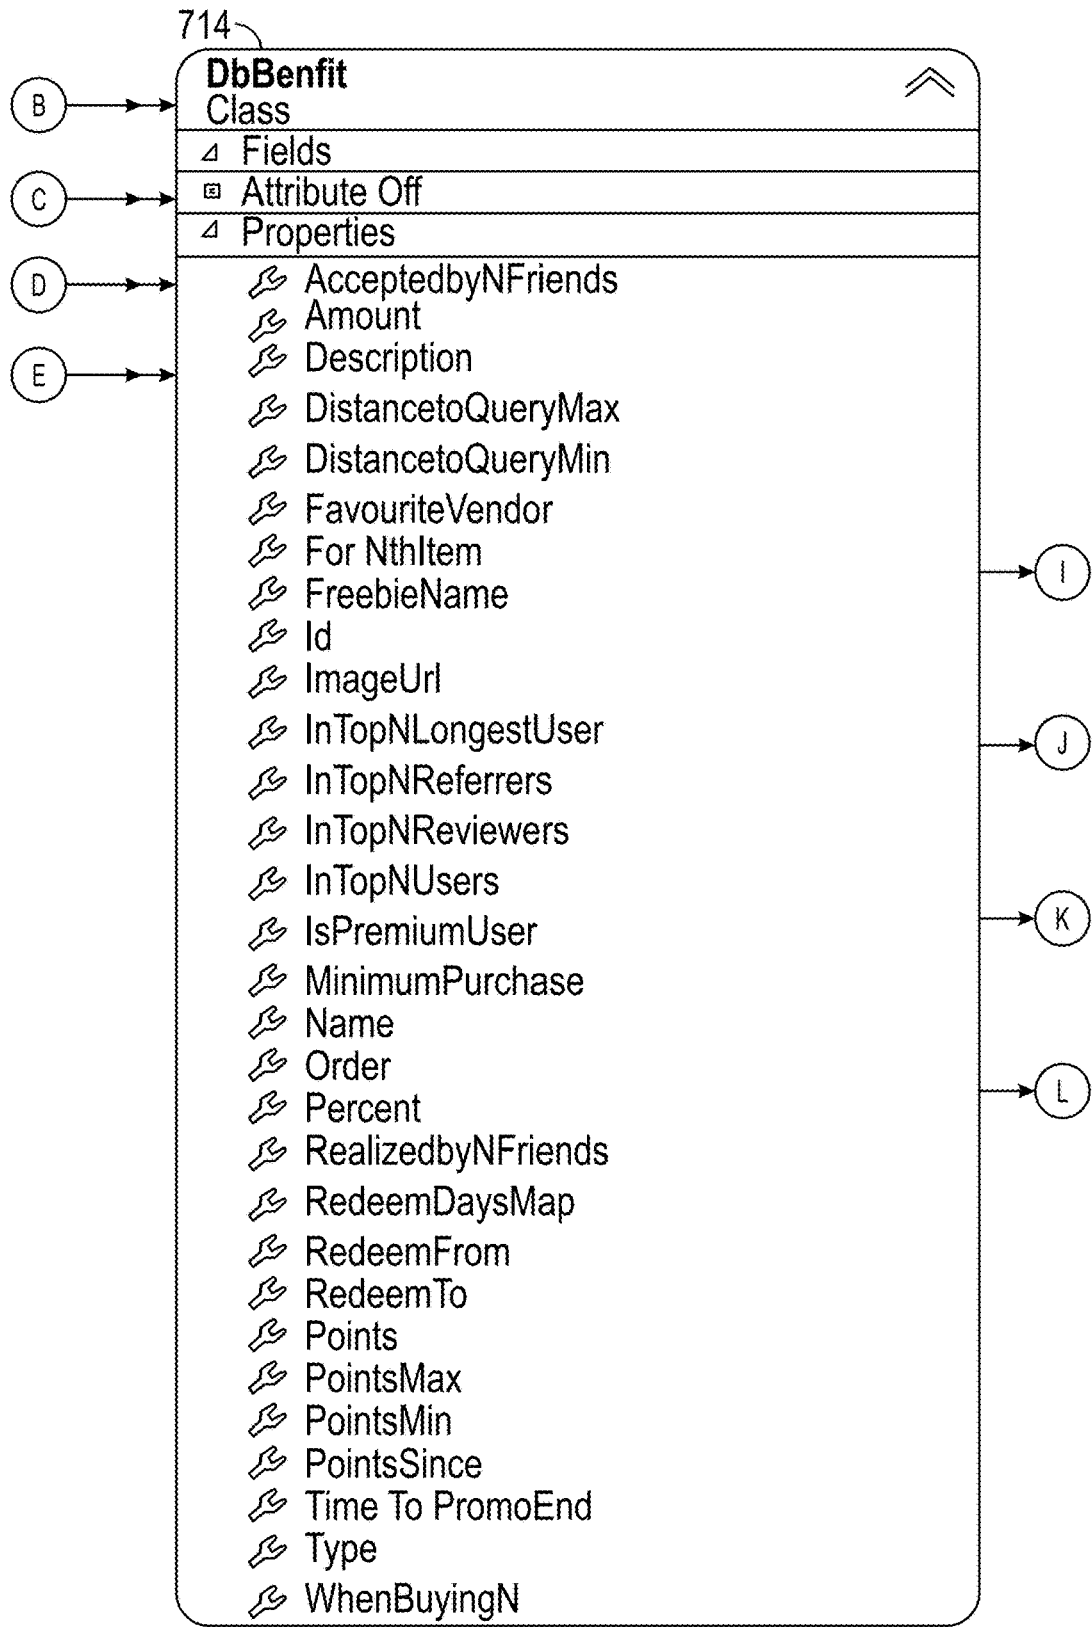 714
DbBenfit
Class
Fields
Attribute Off
Properties
AcceptedbyNFriends
Amount
Description
DistancetoQueryMax
DistancetoQueryMin
FavouriteVendor
For NthItem
FreebieName
Id
ImageUrl
InTopNLongestUser
InTopNReferrers
InTopNReviewers
InTopNUsers
IsPremiumUser
MinimumPurchase
Name
Order
Percent
RealizedbyNFriends
RedeemDaysMap
RedeemFrom
RedeemTo
Points
PointsMax
PointsMin
PointsSince
Time To PromoEnd
Type
WhenBuyingN
B
C
D
E
I
J
K
L